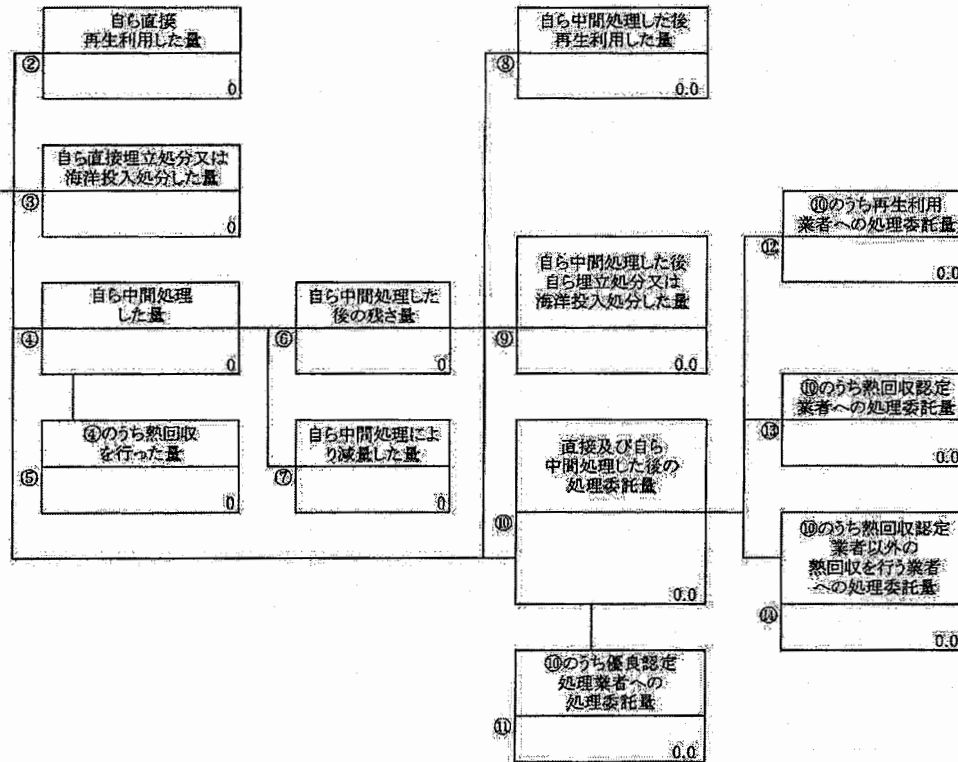 自ら直接
再生利用した量
②
0
自ら中間処理した後
再生利用した量
⑧
0.0
自ら直接埋立処分又は
海洋投入処分した量
③
0
⑩のうち再生利用
業者への処理委託量
⑫
0.0
自ら中間処理
した量
④
0
自ら中間処理した
後の残さ量
⑥
0
自ら中間処理した後
自ら埋立処分又は
海洋投入処分した量
⑨
0.0
⑩のうち熱回収認定
業者への処理委託量
⑬
0.0
④のうち熱回収
を行った量
⑤
0
自ら中間処理によ
り減量した量
⑦
0
直接及び自ら
中間処理した後の
処理委託量
⑩
0.0
⑩のうち熱回収認定
業者以外の
熱回収を行う業者
への処理委託量
⑭
0.0
⑩のうち優良認定
処理業者への
処理委託量
⑪
0.0